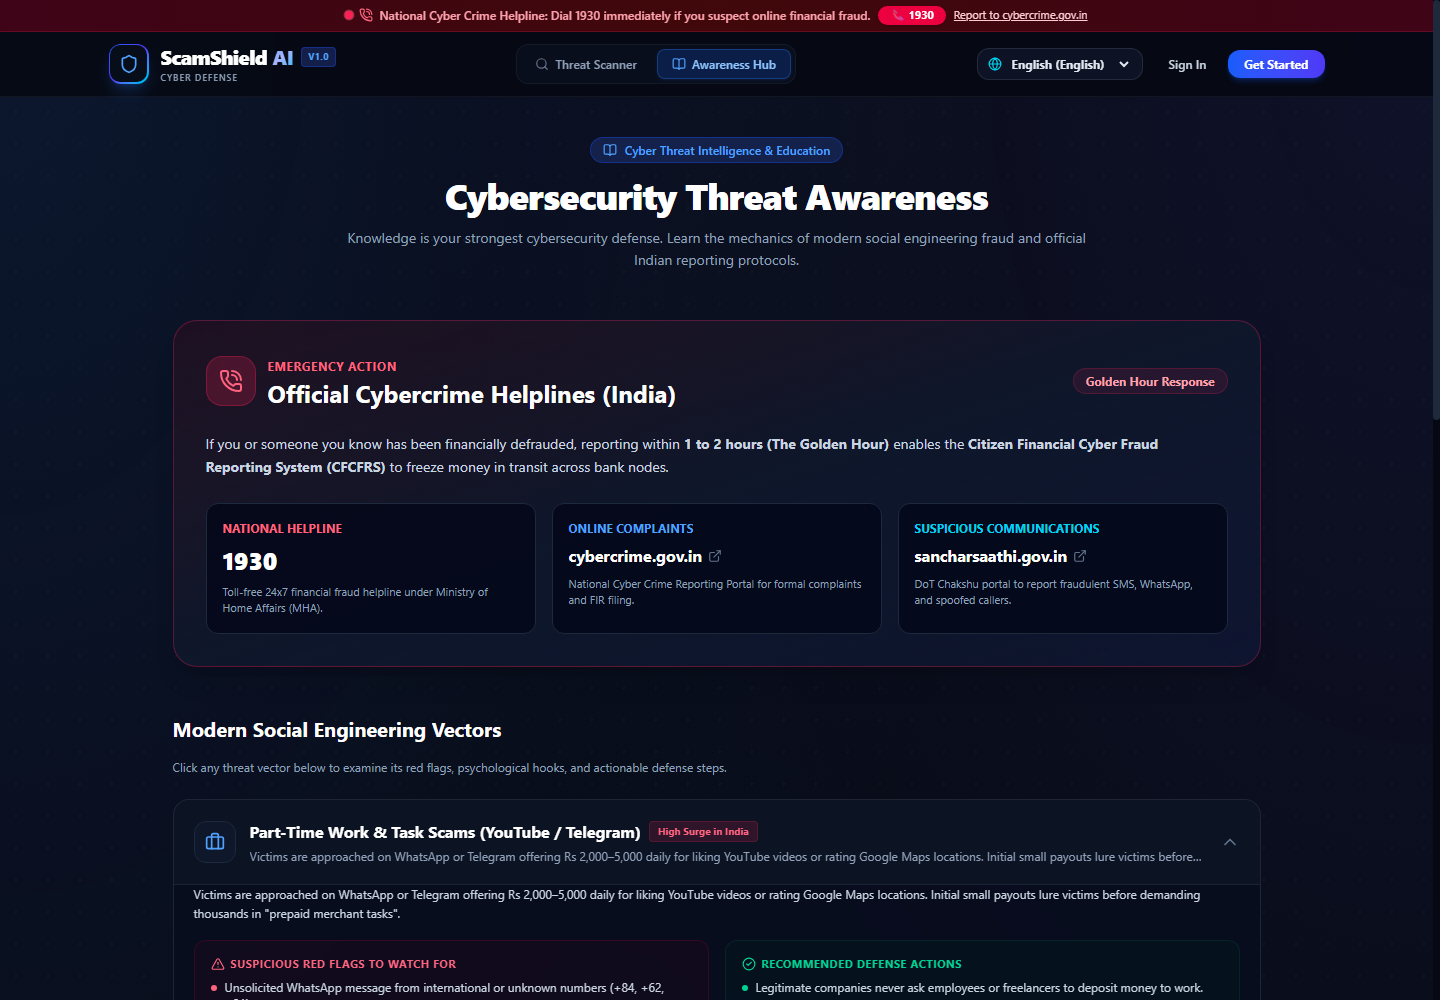 National Cyber Crime Helpline: Dial 1930 immediately if you suspect online financial fraud. 1930 Report to cybercrime.gov.in
ScamShield AI V1.0
CYBER DEFENSE
Threat Scanner
Awareness Hub
English (English)
Sign In
Get Started
Cyber Threat Intelligence & Education
Cybersecurity Threat Awareness
Knowledge is your strongest cybersecurity defense. Learn the mechanics of modern social engineering fraud and official
Indian reporting protocols.
EMERGENCY ACTION
Official Cybercrime Helplines (India)
Golden Hour Response
If you or someone you know has been financially defrauded, reporting within 1 to 2 hours (The Golden Hour) enables the Citizen Financial Cyber Fraud
Reporting System (CFCFRS) to freeze money in transit across bank nodes.
NATIONAL HELPLINE
1930
Toll-free 24x7 financial fraud helpline under Ministry of
Home Affairs (MHA).
ONLINE COMPLAINTS
cybercrime.gov.in
National Cyber Crime Reporting Portal for formal complaints
and FIR filing.
SUSPICIOUS COMMUNICATIONS
sancharsaathi.gov.in
DoT Chakshu portal to report fraudulent SMS, WhatsApp,
and spoofed callers.
Modern Social Engineering Vectors
Click any threat vector below to examine its red flags, psychological hooks, and actionable defense steps.
Part-Time Work & Task Scams (YouTube / Telegram) High Surge in India
Victims are approached on WhatsApp or Telegram offering Rs 2,000–5,000 daily for liking YouTube videos or rating Google Maps locations. Initial small payouts lure victims before...
Victims are approached on WhatsApp or Telegram offering Rs 2,000–5,000 daily for liking YouTube videos or rating Google Maps locations. Initial small payouts lure victims before demanding
thousands in "prepaid merchant tasks".
SUSPICIOUS RED FLAGS TO WATCH FOR
Unsolicited WhatsApp message from international or unknown numbers (+84, +62,
RECOMMENDED DEFENSE ACTIONS
Legitimate companies never ask employees or freelancers to deposit money to work.